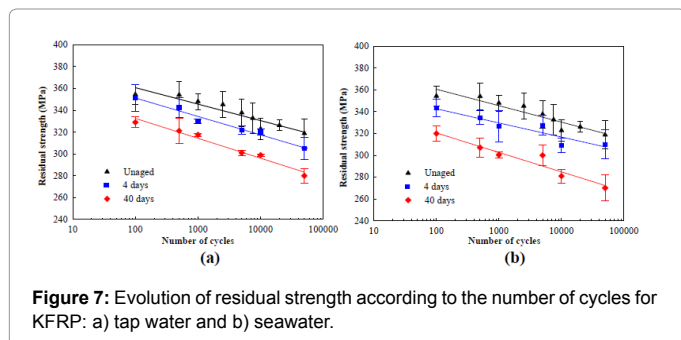 400
380
360
340
320
300
280
260
240
Residual strength (MPa)
Unaged
4 days
40 days
10 100 1000 10000 100000
Number of cycles
(a)
400
380
360
340
320
300
280
260
240
220
Residual strength (MPa)
Unaged
4 days
40 days
10 100 1000 10000 100000
Number of cycles
(b)
Figure 7: Evolution of residual strength according to the number of cycles for
KFRP: a) tap water and b) seawater.